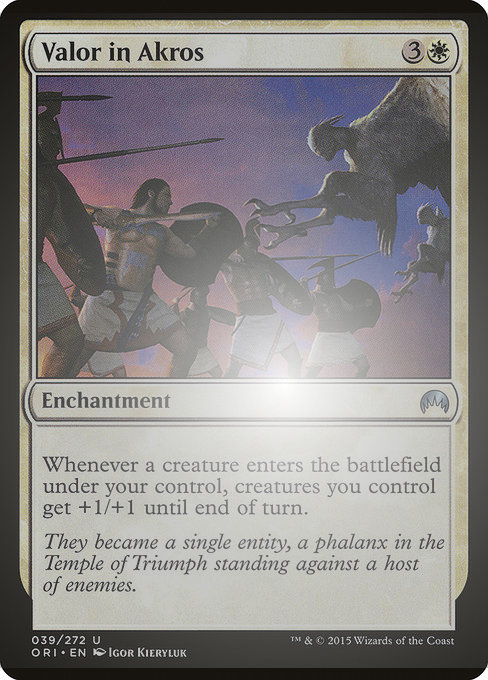 Valor in Akros 3
Enchantment
Whenever a creature enters the battlefield
under your control, creatures you control
get +1/+1 until end of turn.
They became a single entity, a phalanx in the
Temple of Triumph standing against a host
of enemies.
039/272 U
ORI • EN Igor Kieryluk
™ & © 2015 Wizards of the Coast